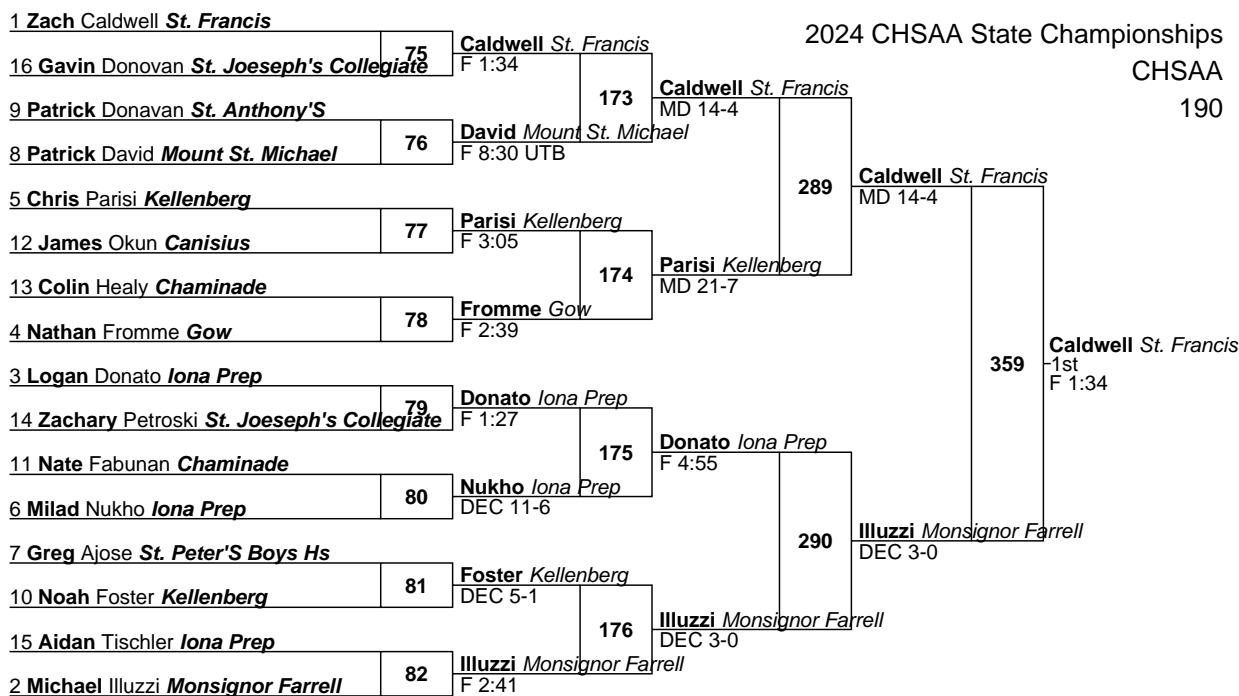 2024 CHSAA State Championships
CHSAA
190
1 Zach Caldwell St. Francis
16 Gavin Donovan St. Joeseph's Collegiate
9 Patrick Donavan St. Anthony'S
8 Patrick David Mount St. Michael
5 Chris Parisi Kellenberg
12 James Okun Canisius
13 Colin Healy Chaminade
4 Nathan Fromme Gow
3 Logan Donato Iona Prep
14 Zachary Petroski St. Joeseph's Collegiate
11 Nate Fabunan Chaminade
6 Milad Nukho Iona Prep
7 Greg Ajose St. Peter'S Boys Hs
10 Noah Foster Kellenberg
15 Aidan Tischler Iona Prep
2 Michael Illuzzi Monsignor Farrell
75
76
77
78
79
80
81
82
Caldwell St. Francis
F 1:34
David Mount St. Michael
F 8:30 UTB
Parisi Kellenberg
F 3:05
Fromme Gow
F 2:39
Donato Iona Prep
F 1:27
Nukho Iona Prep
DEC 11-6
Foster Kellenberg
DEC 5-1
Illuzzi Monsignor Farrell
F 2:41
173
174
175
176
Caldwell St. Francis
MD 14-4
Parisi Kellenberg
MD 21-7
Donato Iona Prep
F 4:55
Illuzzi Monsignor Farrell
DEC 3-0
289
290
Caldwell St. Francis
MD 14-4
Illuzzi Monsignor Farrell
DEC 3-0
359
Caldwell St. Francis
1st
F 1:34